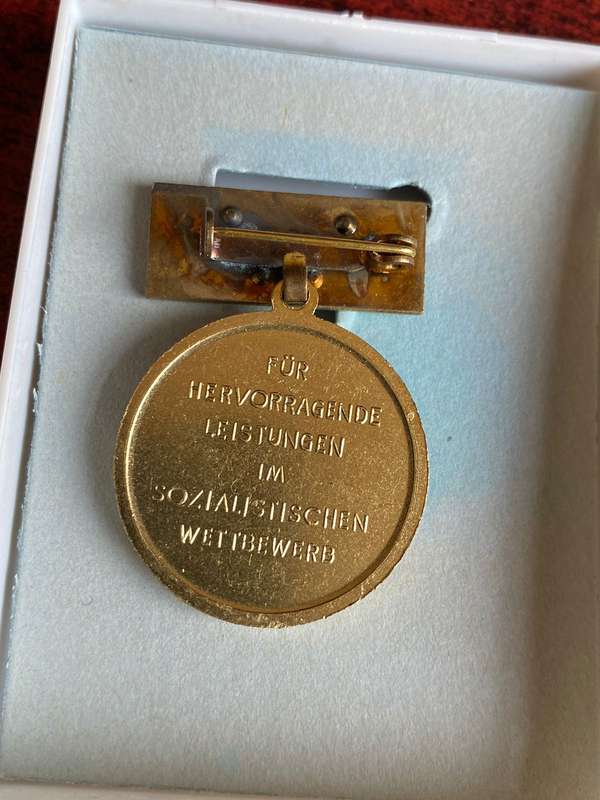 FÜR
HERVORRAGENDE
LEISTUNGEN
IM
SOZIALISTISCHEN
WETTBEWERB